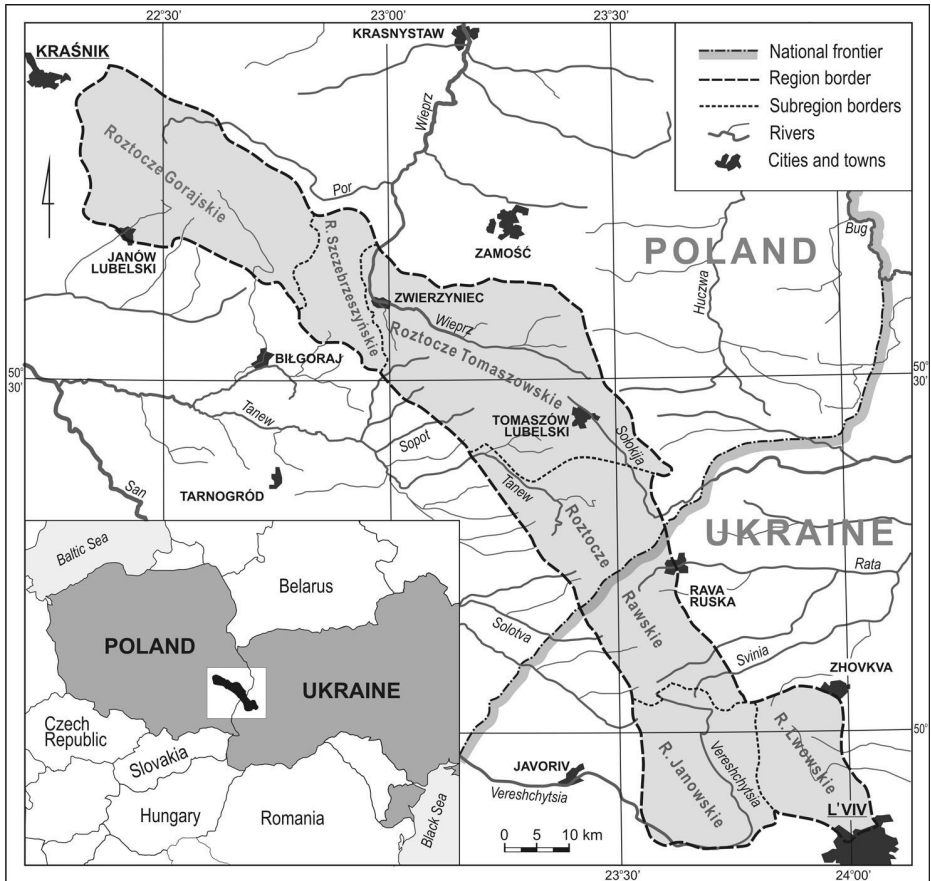 22°30'
23°00'
23°30'
KRAŚNIK
KRASNYSTAW
National frontier
Region border
Subregion borders
Rivers
Cities and towns
Wieprz
Roztocze Gorajskie
Por
R. Szczebrzeszyńskie
ZAMOŚĆ
POLAND
Bug
JANÓW
LUBELSKI
Huczwa
ZWIERZYNIEC
Wieprz
Roztocze Tomaszowskie
BIŁGORAJ
50°
30'
50°
30'
Tanew
TOMASZÓW
LUBELSKI
Sopot
Sołokija
San
TARNOGRÓD
Tanew
Roztocze
Rawskie
UKRAINE
Rata
RAVA
RUSKA
Baltic Sea
Belarus
POLAND
UKRAINE
Czech
Republic
Slovakia
Hungary
Romania
Black Sea
Solotva
Svinia
ZHOVKVA
50°
R. Janowskie
Vereshchytsia
R. Lwowskie
JAVORIV
Vereshchytsia
L'VIV
0 5 10 km
23°30'
24°00'